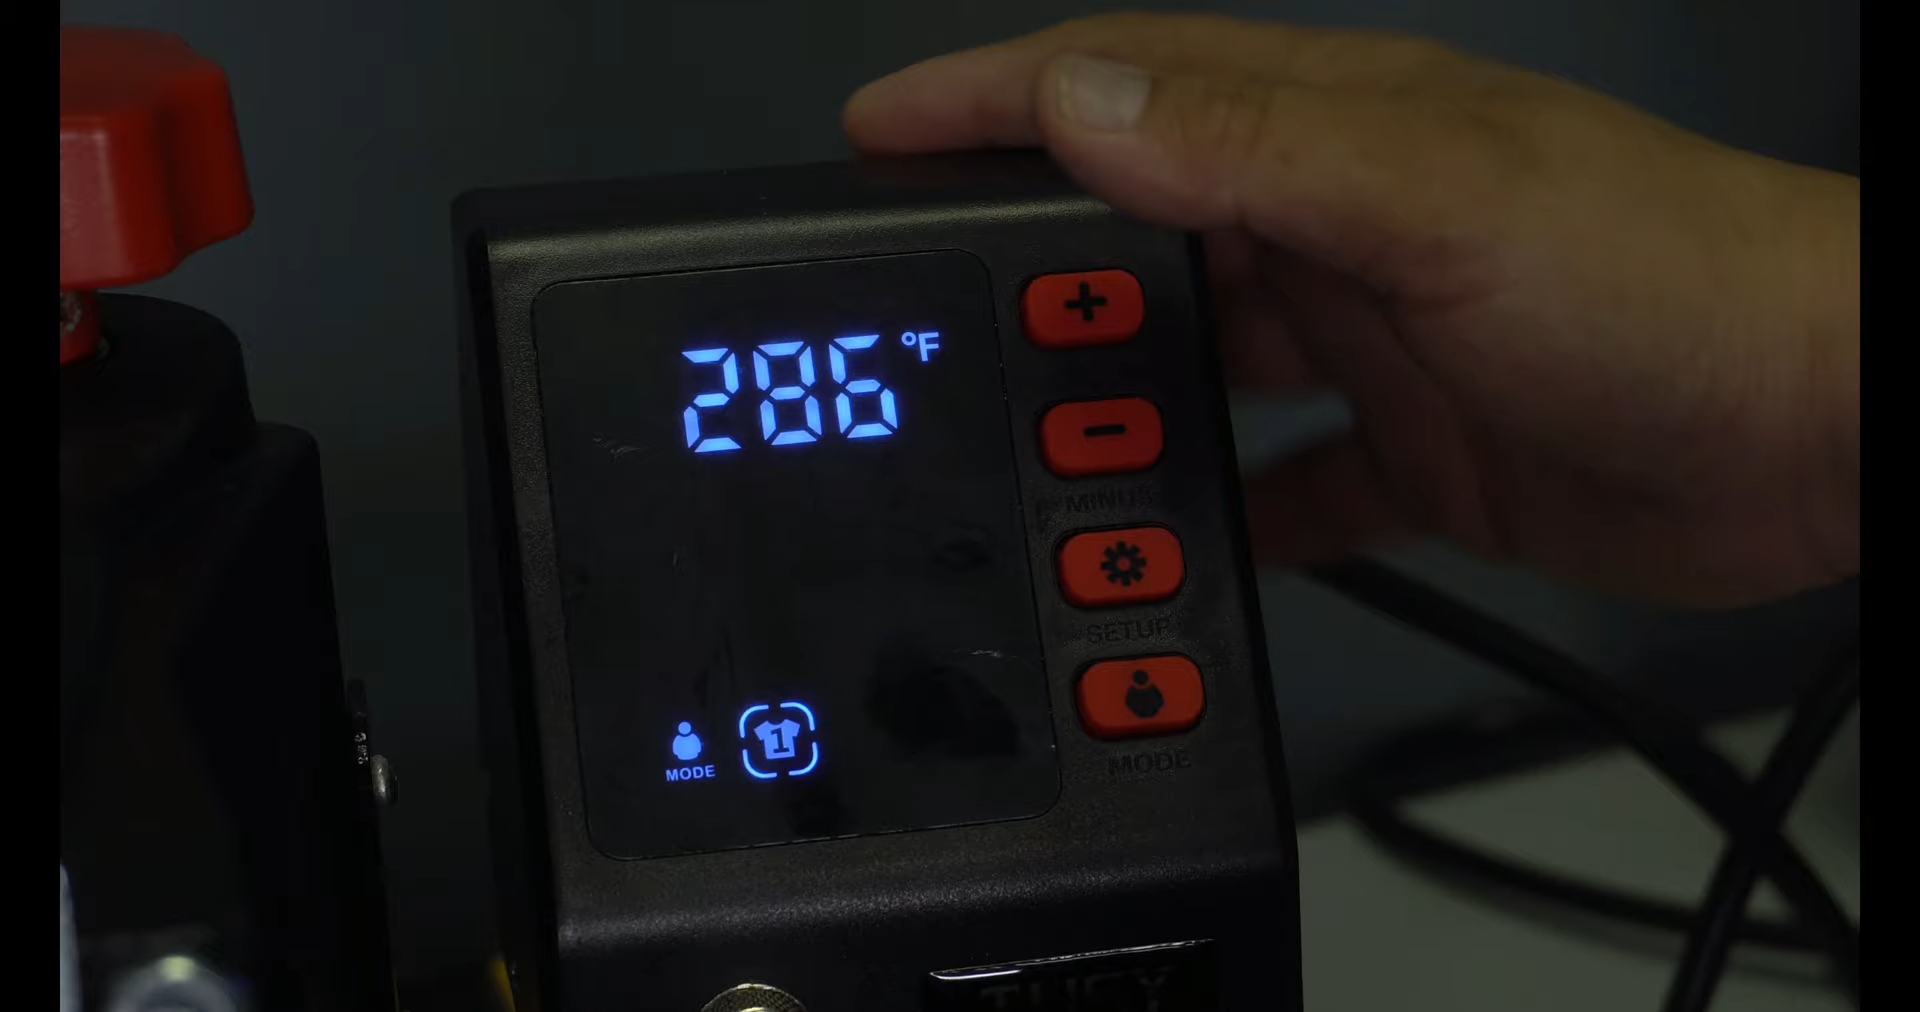 286 °F
MINUS
SETUP
MODE
MODE
1